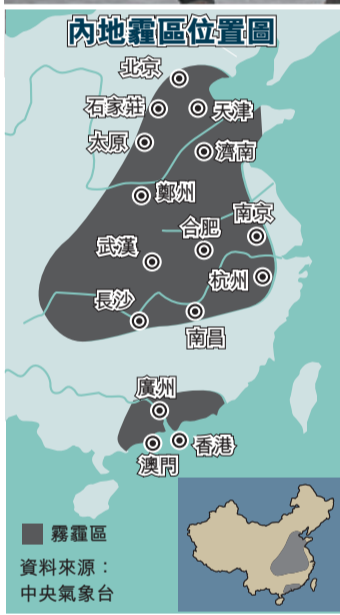 內地霾區位置圖
北京
石家莊
天津
太原
濟南
鄭州
南京
合肥
武漢
杭州
長沙
南昌
廣州
香港
澳門
霧霾區
資料來源：
中央氣象台